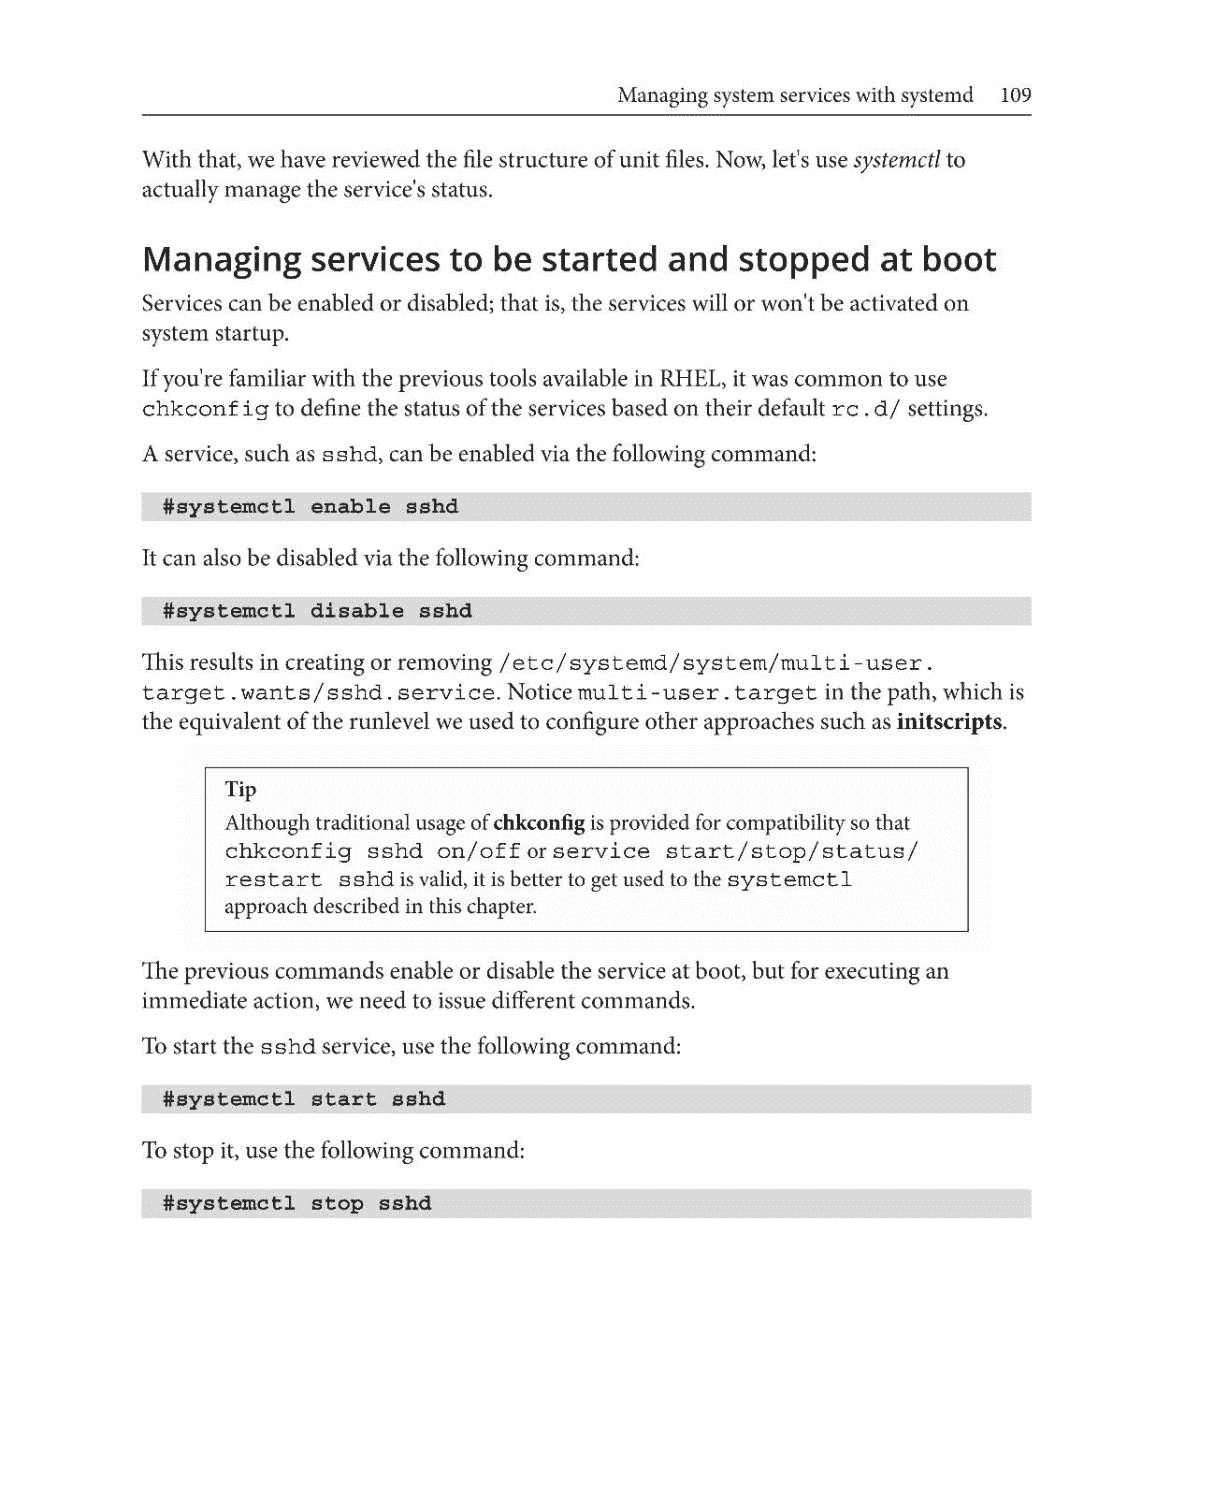 Managing system services with systemd 109
With that, we have reviewed the file structure of unit files. Now, let's use systemctl to
actually manage the service's status.
Managing services to be started and stopped at boot
Services can be enabled or disabled; that is, the services will or won't be activated on
system startup.
If you're familiar with the previous tools available in RHEL, it was common to use
chkconfig to define the status of the services based on their default rc.d/ settings.
A service, such as sshd, can be enabled via the following command:
#systemctl enable sshd
It can also be disabled via the following command:
#systemctl disable sshd
This results in creating or removing /etc/systemd/system/multi-user.
target.wants/sshd.service. Notice multi-user.target in the path, which is
the equivalent of the runlevel we used to configure other approaches such as initscripts.
Tip
Although traditional usage of chkconfig is provided for compatibility so that
chkconfig sshd on/off or service start/stop/status/
restart sshd is valid, it is better to get used to the systemctl
approach described in this chapter.
The previous commands enable or disable the service at boot, but for executing an
immediate action, we need to issue different commands.
To start the sshd service, use the following command:
#systemctl start sshd
To stop it, use the following command:
#systemctl stop sshd